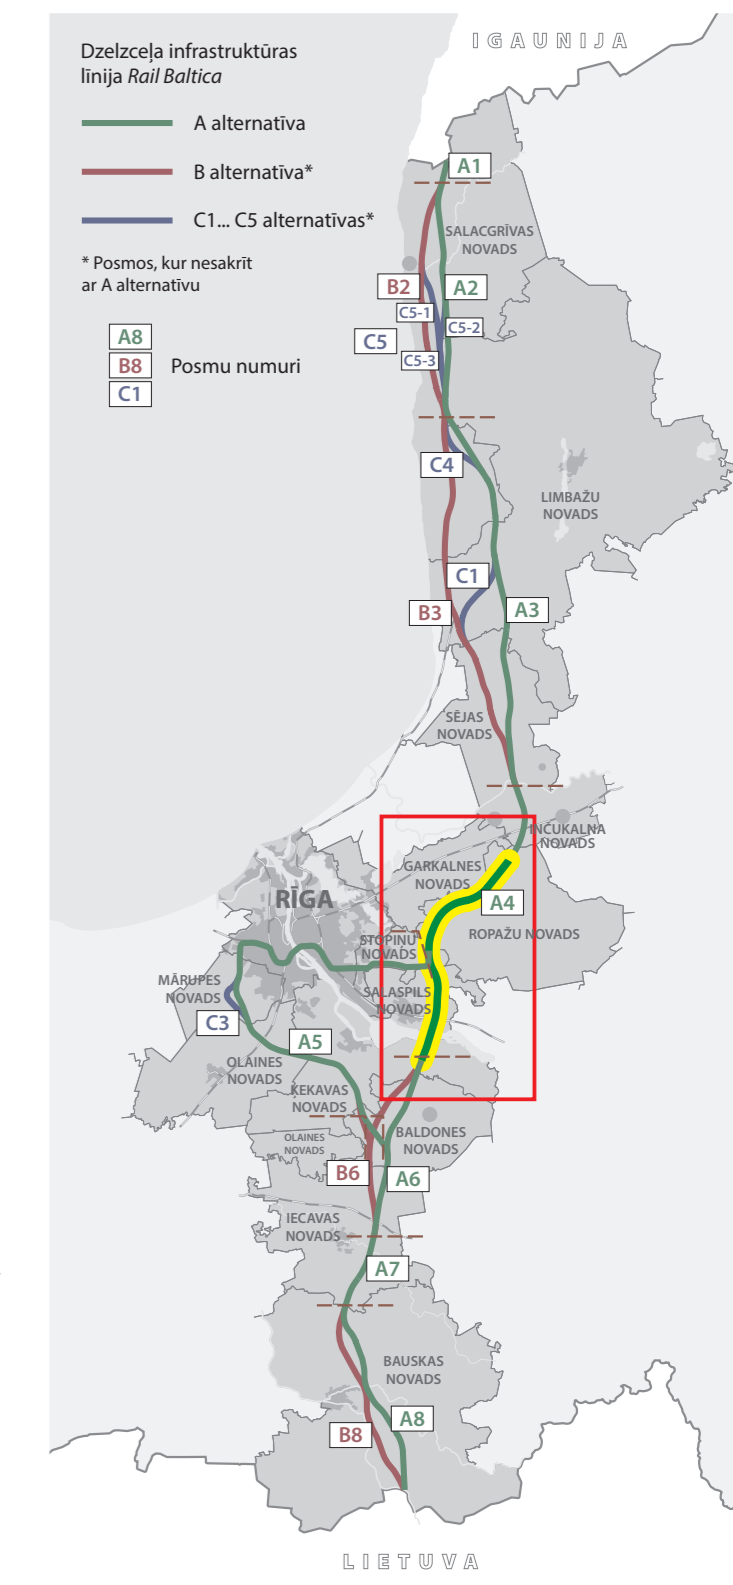 IGAUNIJA
Dzelzceļa infrastruktūras
līnija Rail Baltica
A alternatīva
B alternatīva*
C1... C5 alternatīvas*
* Posmos, kur nesakrīt
ar A alternatīvu
A8
B8
C1
Posmu numuri
A1
SALACGRĪVAS
NOVADS
B2
A2
C5-1
C5-2
C5
C5-3
C4
LIMBAŽU
NOVADS
C1
B3
A3
SĒJAS
NOVADS
INČUKALNA
NOVADS
GARKALNES
NOVADS
RĪGA
A4
ROPAŽU NOVADS
STOPIŅU
NOVADS
MĀRUPES
NOVADS
SALASPILS
NOVADS
C3
A5
OLAINES
NOVADS
ĶEKAVAS
NOVADS
OLAINES
NOVADS
BALDONES
NOVADS
B6
A6
IECAVAS
NOVADS
A7
BAUSKAS
NOVADS
A8
B8
LIETUVA